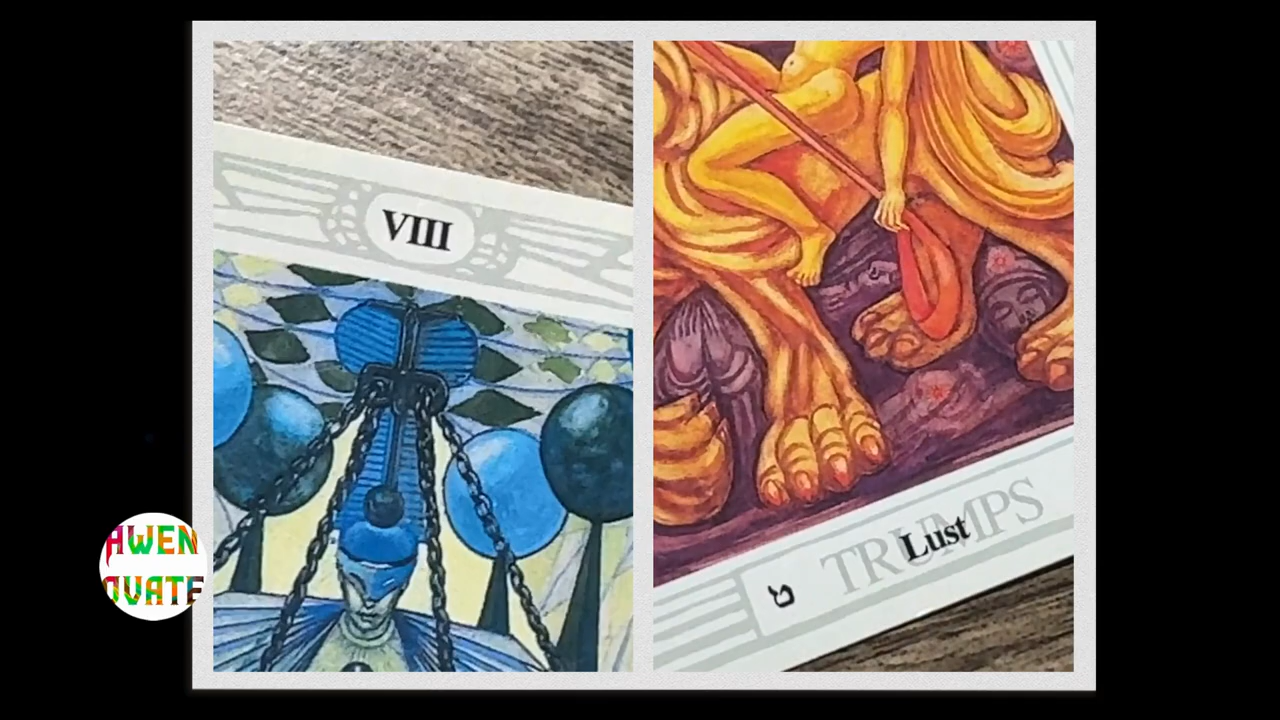 VIII
TRUMPS
Lust
ט
AWEN
OVATE